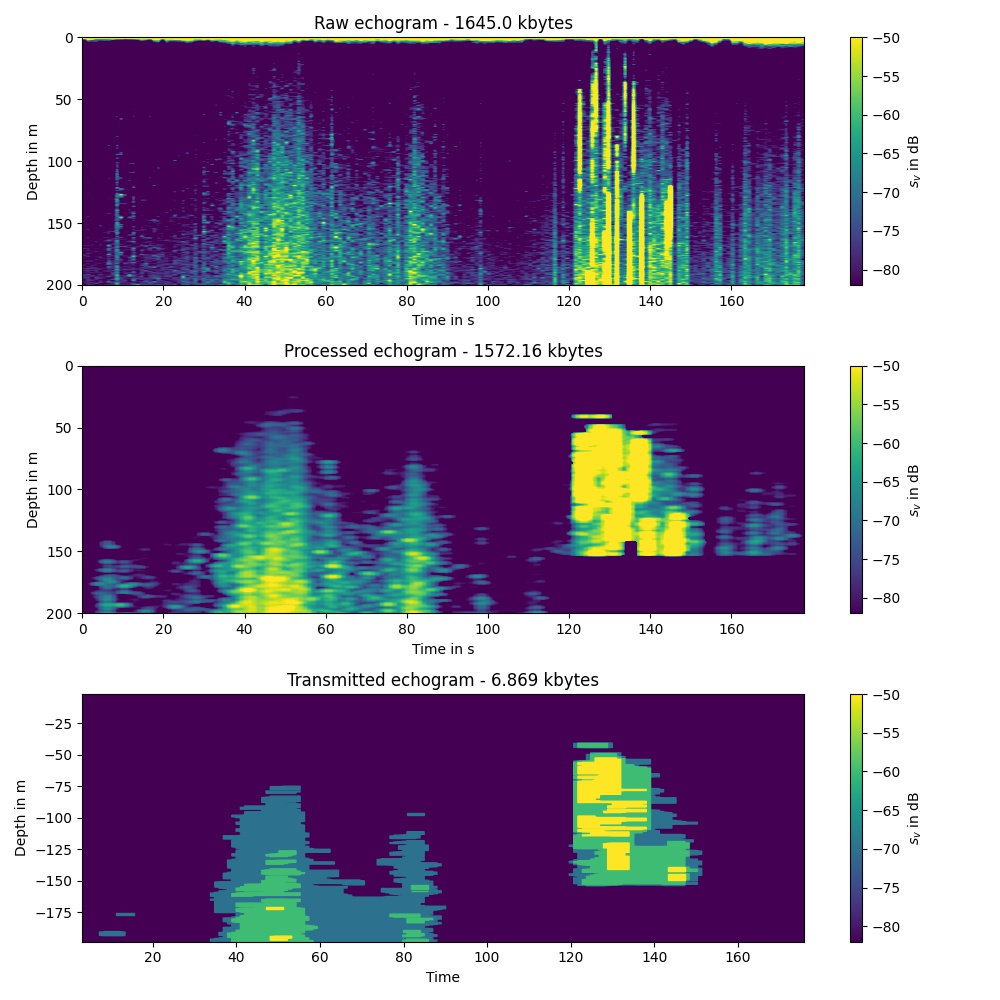 Raw echogram - 1645.0 kbytes
0
50
100
150
200
Depth in m
0 20 40 60 80 100 120 140 160
Time in s
−50
−55
−60
−65
−70
−75
−80
sv in dB
Processed echogram - 1572.16 kbytes
0
50
100
150
200
Depth in m
0 20 40 60 80 100 120 140 160
Time in s
−50
−55
−60
−65
−70
−75
−80
sv in dB
Transmitted echogram - 6.869 kbytes
−25
−50
−75
−100
−125
−150
−175
Depth in m
20 40 60 80 100 120 140 160
Time
−50
−55
−60
−65
−70
−75
−80
sv in dB